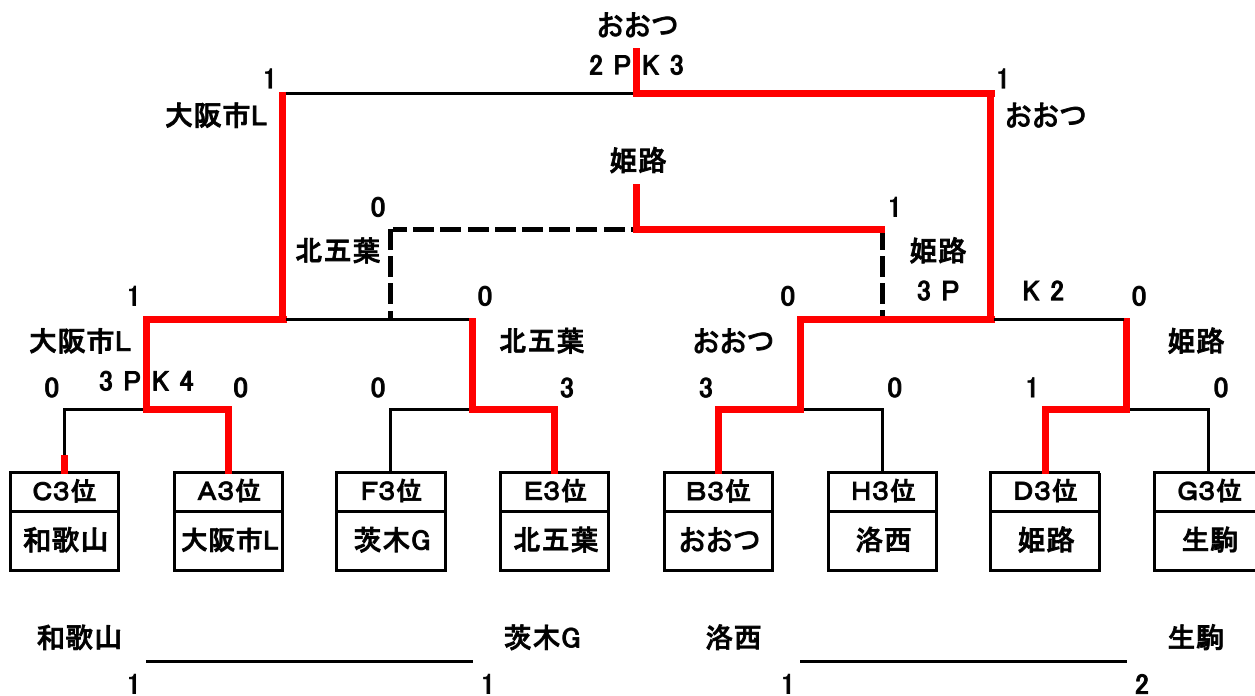 おおつ
1 2 P K 3 1
大阪市L おおつ
姫路
0 1
北五葉 姫路
1 0 0 3 P K 2 0
大阪市L 北五葉 おおつ 姫路
0 3 P K 4 0 0 3 3 0 1 0
C3位 A3位 F3位 E3位 B3位 H3位 D3位 G3位
和歌山 大阪市L 茨木G 北五葉 おおつ 洛西 姫路 生駒
和歌山 茨木G 洛西 生駒
1 1 1 2